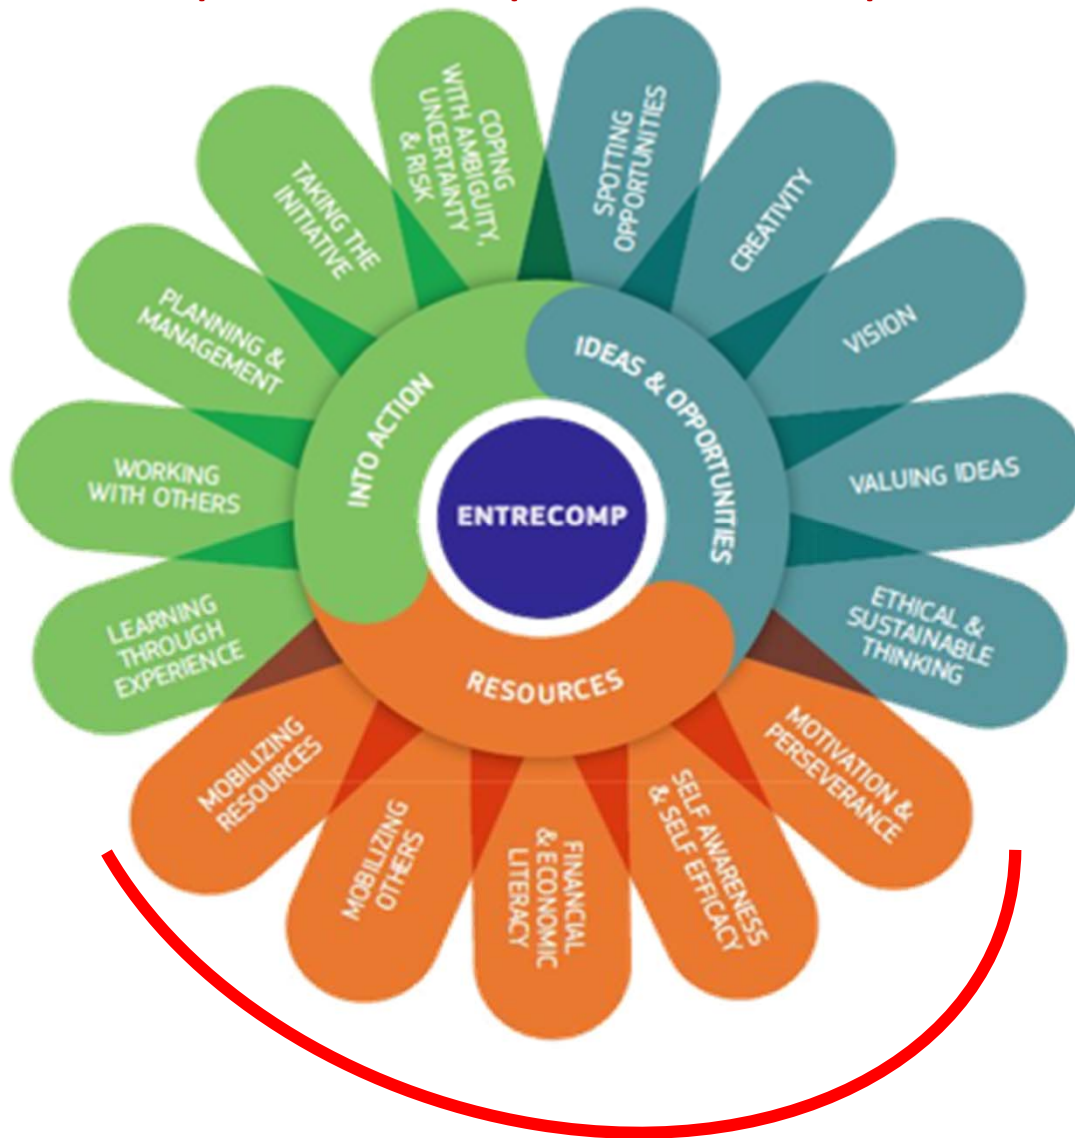 ENTRECOMP
IDEAS & OPPORTUNITIES
SPOTTING
OPPORTUNITIES
CREATIVITY
VISION
VALUING IDEAS
ETHICAL &
SUSTAINABLE
THINKING
RESOURCES
MOTIVATION &
PERSEVERANCE
SELF AWARENESS
& SELF EFFICACY
FINANCIAL
& ECONOMIC
LITERACY
MOBILIZING
OTHERS
MOBILIZING
RESOURCES
INTO ACTION
LEARNING
THROUGH
EXPERIENCE
WORKING
WITH OTHERS
PLANNING &
MANAGEMENT
TAKING THE
INITIATIVE
COPING
WITH AMBIGUITY,
UNCERTAINTY
& RISK